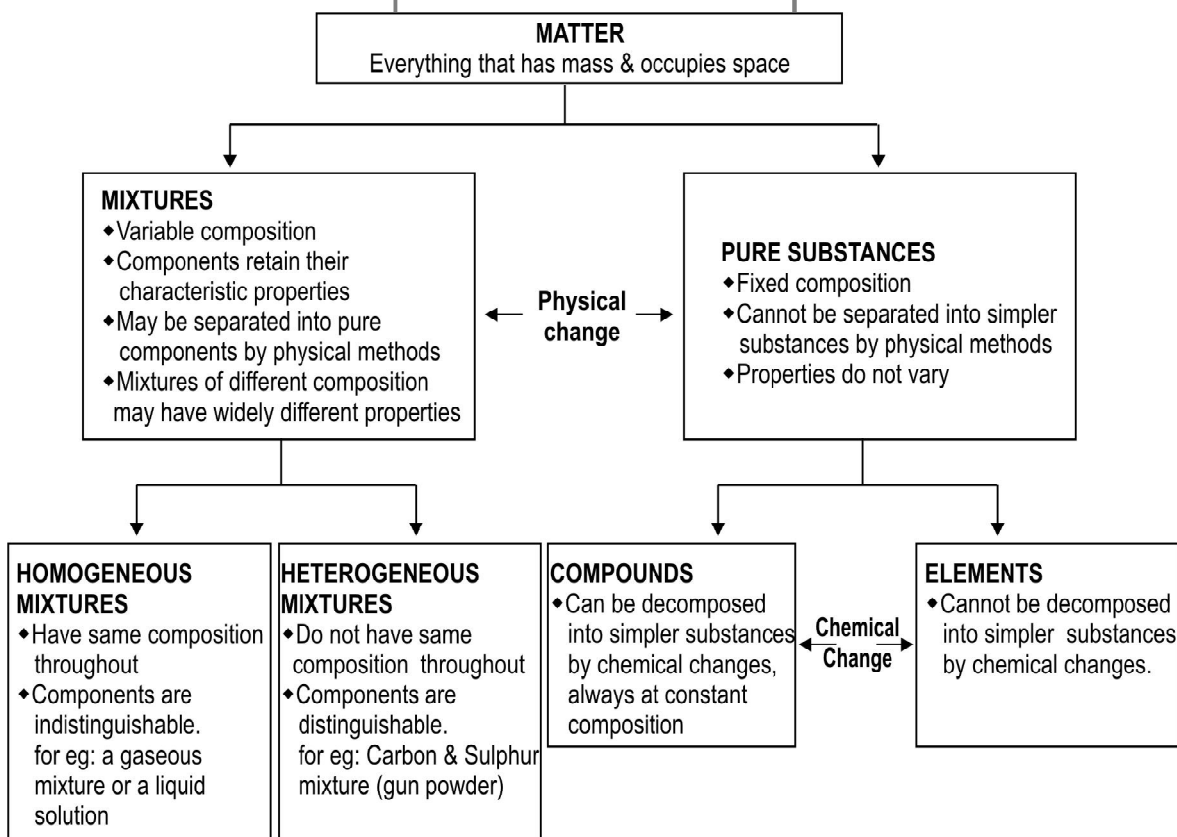 MATTER
Everything that has mass & occupies space
MIXTURES
◆Variable composition
◆Components retain their
characteristic properties
◆May be separated into pure
components by physical methods
◆Mixtures of different composition
may have widely different properties
Physical
change
PURE SUBSTANCES
◆Fixed composition
◆Cannot be separated into simpler
substances by physical methods
◆Properties do not vary
HOMOGENEOUS
MIXTURES
◆Have same composition
throughout
◆Components are
indistinguishable.
for eg: a gaseous
mixture or a liquid
solution
HETEROGENEOUS
MIXTURES
◆Do not have same
composition throughout
◆Components are
distinguishable.
for eg: Carbon & Sulphur
mixture (gun powder)
COMPOUNDS
◆Can be decomposed
into simpler substances
by chemical changes,
always at constant
composition
Chemical
Change
ELEMENTS
◆Cannot be decomposed
into simpler substances
by chemical changes.